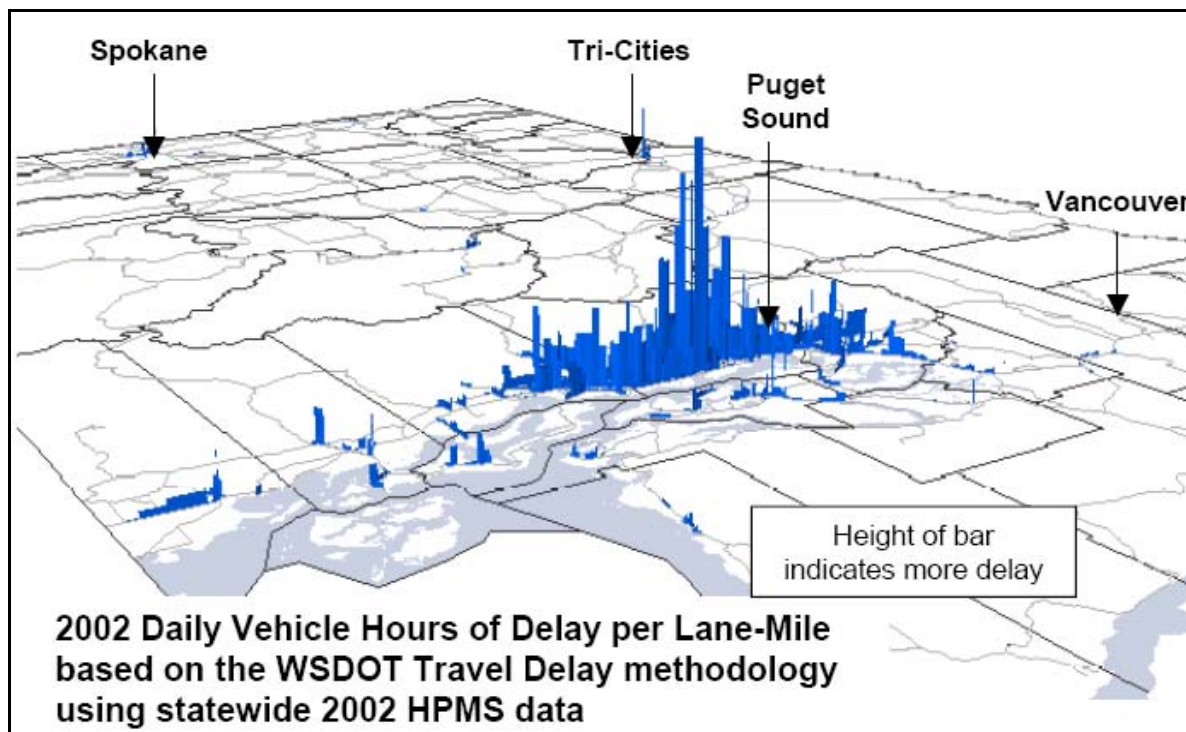 Spokane
Tri-Cities
Puget
Sound
Vancouver
Height of bar
indicates more delay
2002 Daily Vehicle Hours of Delay per Lane-Mile
based on the WSDOT Travel Delay methodology
using statewide 2002 HPMS data